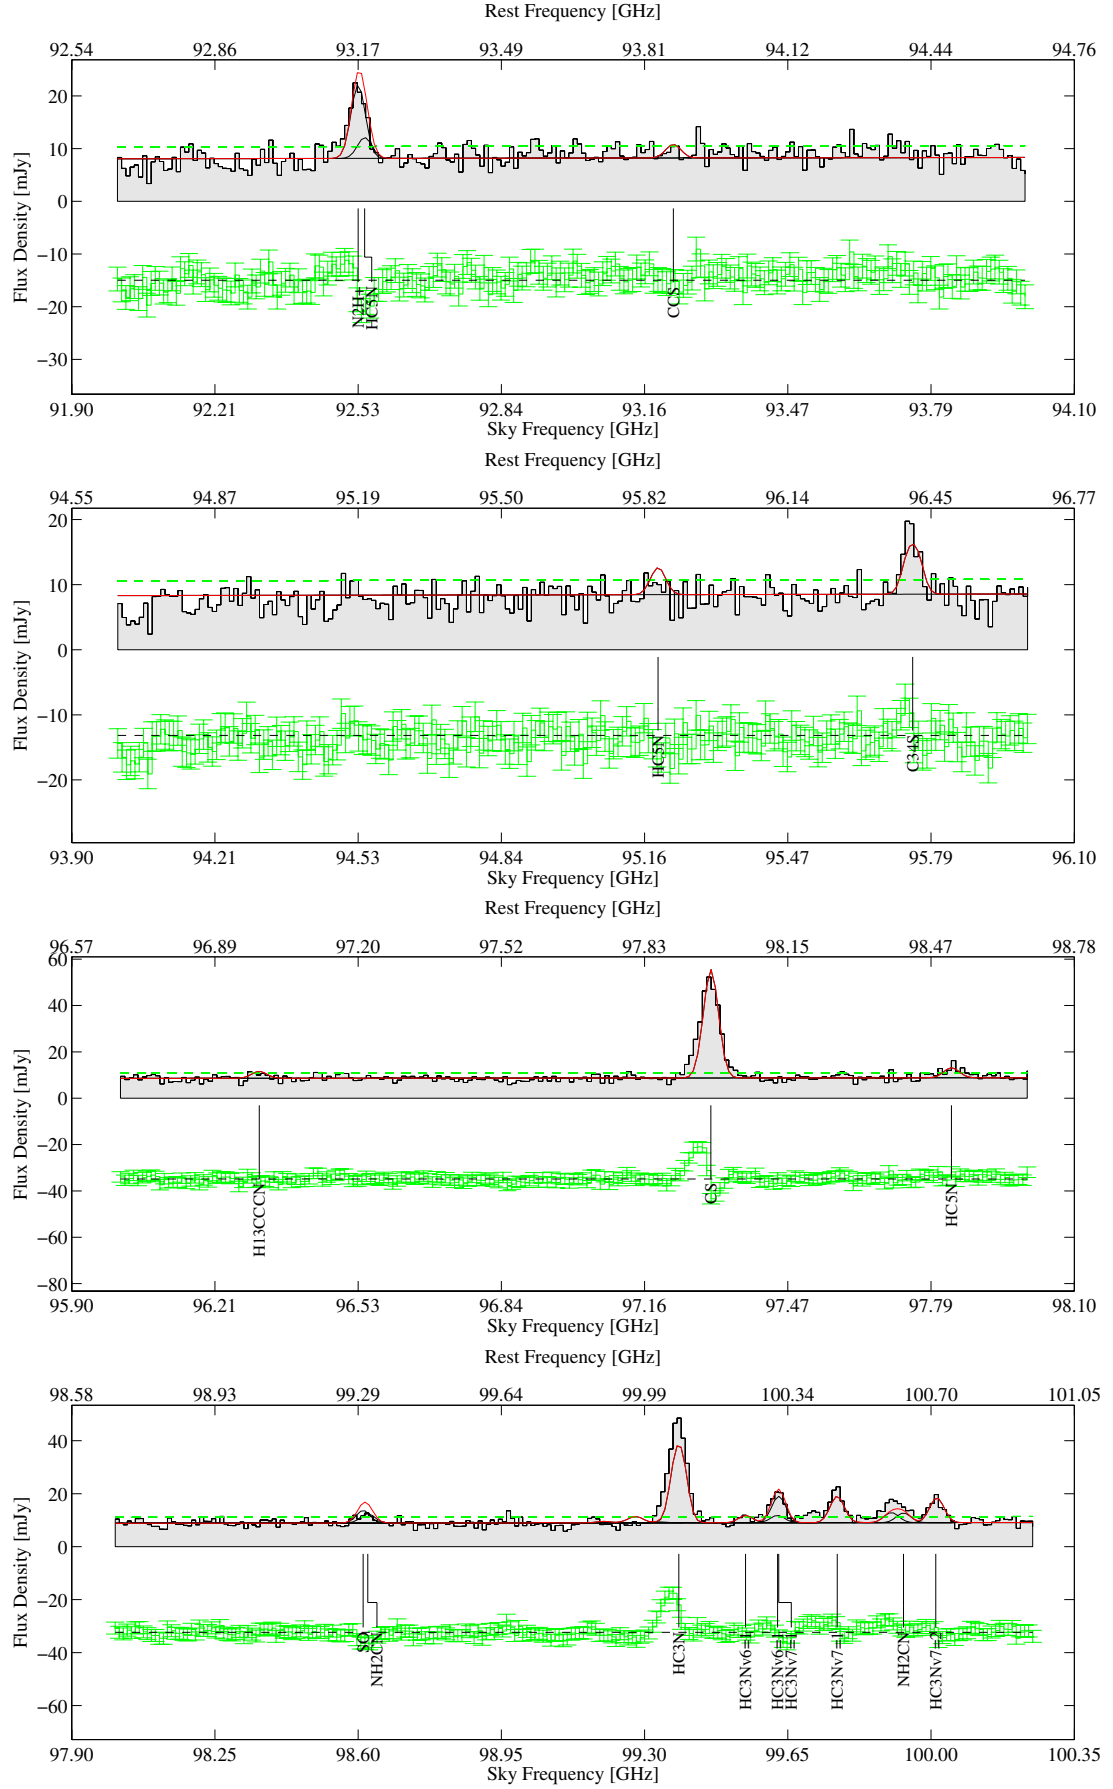 Rest Frequency [GHz]
92.54 92.86 93.17 93.49 93.81 94.12 94.44 94.76
20
10
0
−10
−20
−30
Flux Density [mJy]
N2H+
HC5N
CCS
91.90 92.21 92.53 92.84 93.16 93.47 93.79 94.10
Sky Frequency [GHz]
Rest Frequency [GHz]
94.55 94.87 95.19 95.50 95.82 96.14 96.45 96.77
20
10
0
−10
−20
Flux Density [mJy]
HC5N
C34S
93.90 94.21 94.53 94.84 95.16 95.47 95.79 96.10
Sky Frequency [GHz]
Rest Frequency [GHz]
96.57 96.89 97.20 97.52 97.83 98.15 98.47 98.78
60
40
20
0
−20
−40
−60
−80
Flux Density [mJy]
H13CCCN
CS
HC5N
95.90 96.21 96.53 96.84 97.16 97.47 97.79 98.10
Sky Frequency [GHz]
Rest Frequency [GHz]
98.58 98.93 99.29 99.64 99.99 100.34 100.70 101.05
40
20
0
−20
−40
−60
Flux Density [mJy]
SO
NH2CN
HC3N
HC3Nv6=1
HC3Nv6=1
HC3Nv7=1
HC3Nv7=1
NH2CN
HC3Nv7=2
97.90 98.25 98.60 98.95 99.30 99.65 100.00 100.35
Sky Frequency [GHz]